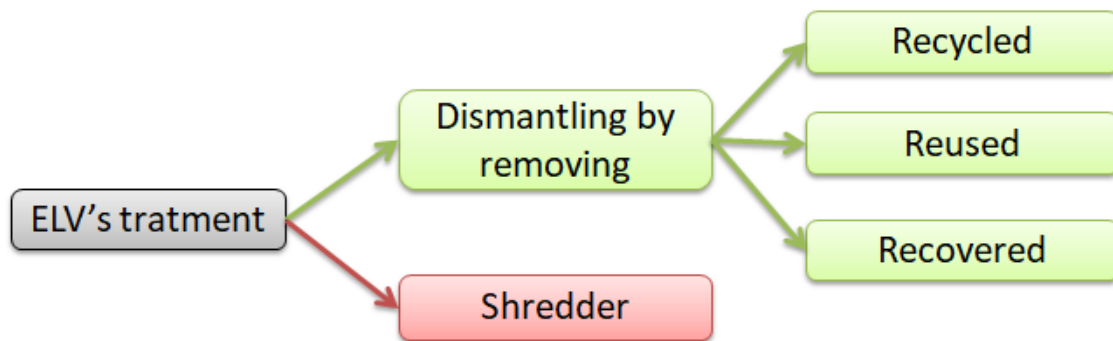 ELV's tratment
Dismantling by
removing
Shredder
Recycled
Reused
Recovered